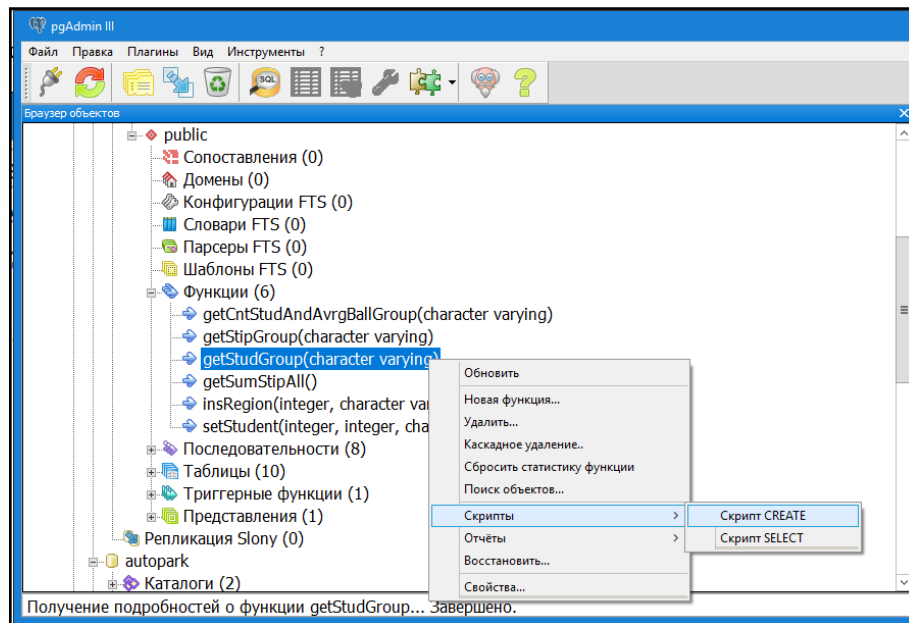 pgAdmin III
Файл Правка Плагины Вид Инструменты ?
SQL
Браузер объектов
public
Сопоставления (0)
Домены (0)
Конфигурации FTS (0)
Словари FTS (0)
Парсеры FTS (0)
Шаблоны FTS (0)
Функции (6)
getCntStudAndAvrgBallGroup(character varying)
getStipGroup(character varying)
getStudGroup(character varying)
getSumStipAll()
insRegion(integer, character var
setStudent(integer, integer, cha
Последовательности (8)
Таблицы (10)
Триггерные функции (1)
Представления (1)
Репликация Slony (0)
autopark
Каталоги (2)
Обновить
Новая функция...
Удалить...
Каскадное удаление..
Сбросить статистику функции
Поиск объектов...
Скрипты
Отчёты
Восстановить...
Свойства...
Скрипт CREATE
Скрипт SELECT
Получение подробностей о функции getStudGroup... Завершено.